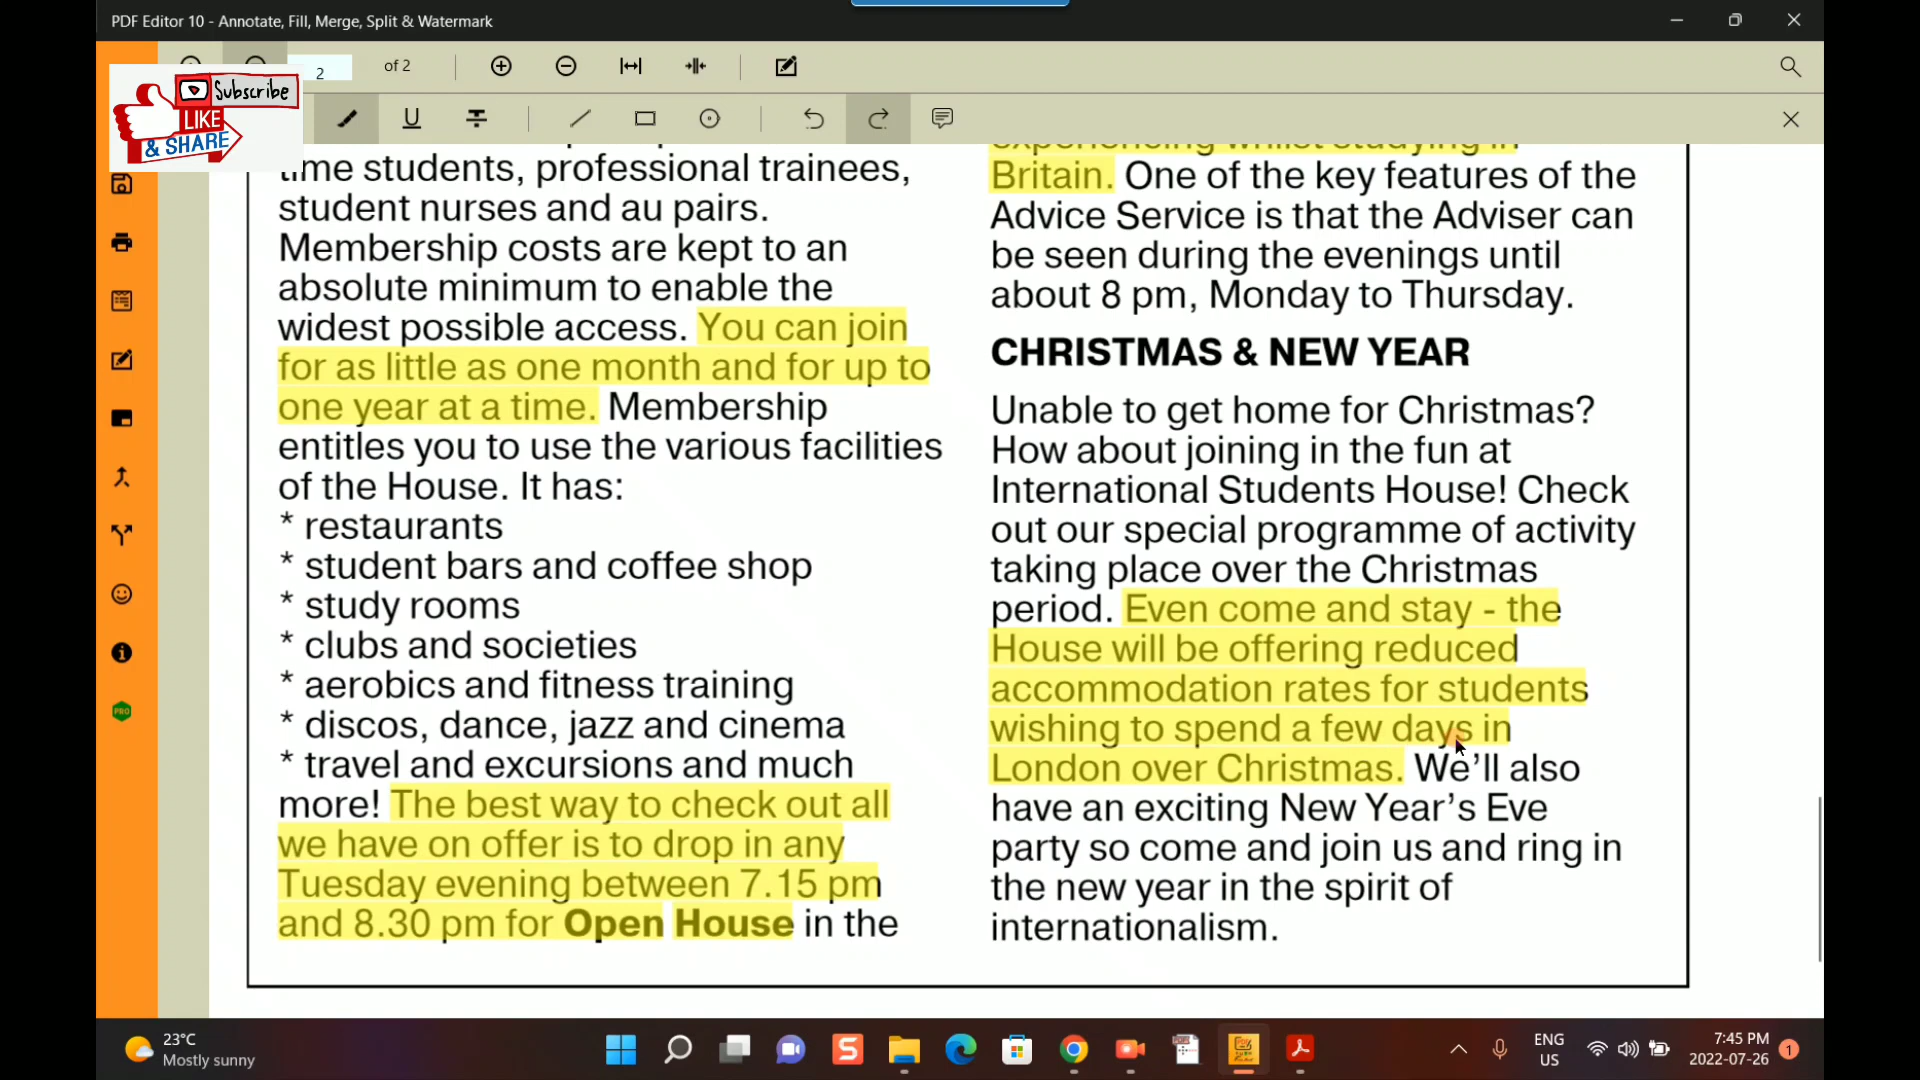 PDF Editor 10 - Annotate, Fill, Merge, Split & Watermark
2 of 2
Subscribe
LIKE
& SHARE
time students, professional trainees,
student nurses and au pairs.
Membership costs are kept to an
absolute minimum to enable the
widest possible access. You can join
for as little as one month and for up to
one year at a time. Membership
entitles you to use the various facilities
of the House. It has:
* restaurants
* student bars and coffee shop
* study rooms
* clubs and societies
* aerobics and fitness training
* discos, dance, jazz and cinema
* travel and excursions and much
more! The best way to check out all
we have on offer is to drop in any
Tuesday evening between 7.15 pm
and 8.30 pm for Open House in the
experiencing whilst studying in
Britain. One of the key features of the
Advice Service is that the Adviser can
be seen during the evenings until
about 8 pm, Monday to Thursday.
CHRISTMAS & NEW YEAR
Unable to get home for Christmas?
How about joining in the fun at
International Students House! Check
out our special programme of activity
taking place over the Christmas
period. Even come and stay - the
House will be offering reduced
accommodation rates for students
wishing to spend a few days in
London over Christmas. We'll also
have an exciting New Year's Eve
party so come and join us and ring in
the new year in the spirit of
internationalism.
PRO
23°C
Mostly sunny
ENG
US
7:45 PM
2022-07-26
1